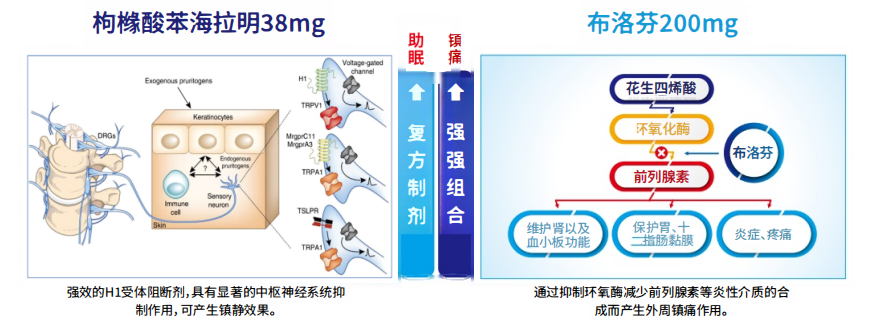 枸橼酸苯海拉明38mg
Exogenous pruritogens
Keratinocytes
DRGs
Endogenous
pruritogens
?
Immune
cell
Sensory
neuron
Skin
Voltage-gated
channel
H1
TRPV1
MrgprC11
MrgprA3
TRPA1
TSLPR
TRPA1
强效的H1受体阻断剂,具有显著的中枢神经系统抑
制作用,可产生镇静效果。
助眠
镇痛
复方制剂
强强组合
布洛芬200mg
花生四烯酸
环氧化酶
布洛芬
前列腺素
维护肾以及
血小板功能
保护胃、十
二指肠黏膜
炎症、疼痛
通过抑制环氧酶减少前列腺素等炎性介质的合
成而产生外周镇痛作用。